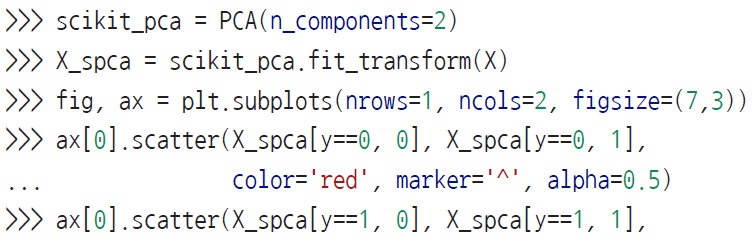 >>> scikit_pca = PCA(n_components=2)
>>> X_spca = scikit_pca.fit_transform(X)
>>> fig, ax = plt.subplots(nrows=1, ncols=2, figsize=(7,3))
>>> ax[0].scatter(X_spca[y==0, 0], X_spca[y==0, 1],
...               color='red', marker='^', alpha=0.5)
>>> ax[0].scatter(X_spca[y==1, 0], X_spca[y==1, 1],